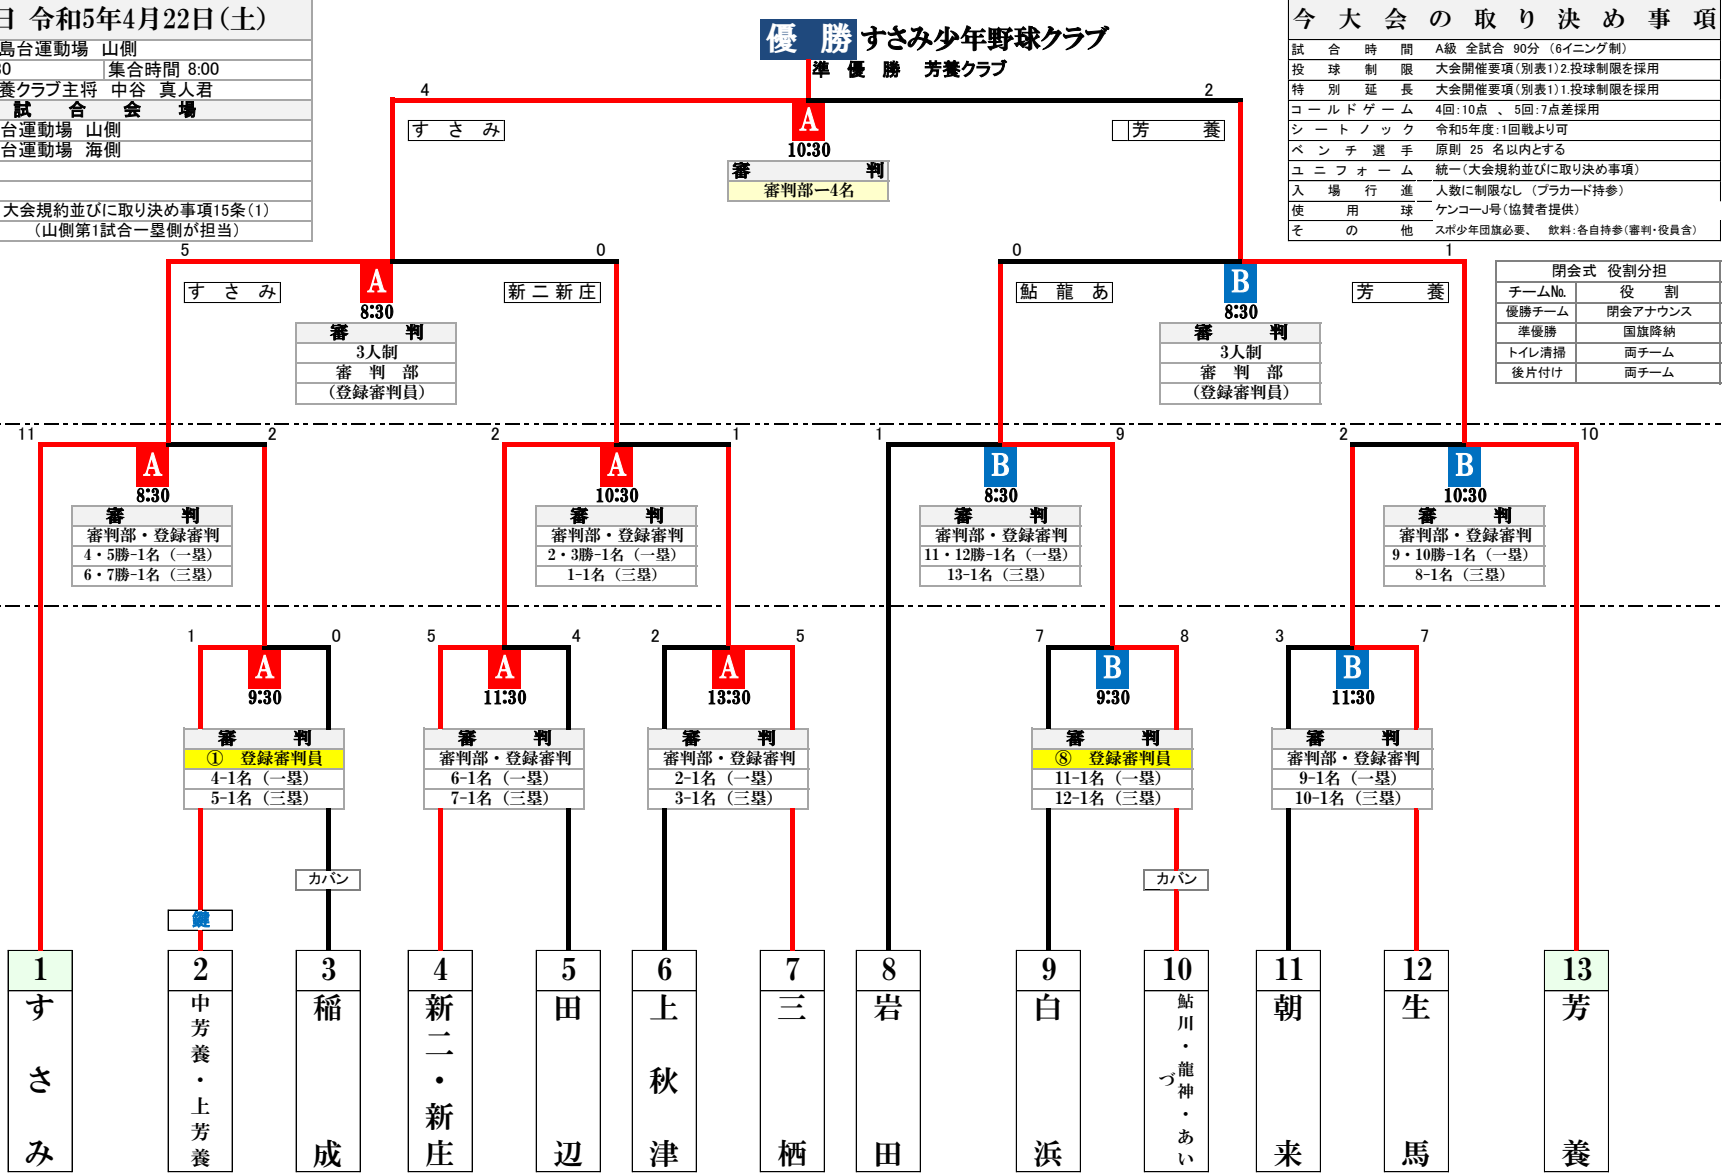 日 令和5年4月22日（土）
島台運動場 山側
30 集合時間 8:00
養クラブ主将 中谷 真人君
試合会場
台運動場 山側
台運動場 海側
大会規約並びに取り決め事項15条（1）
（山側第1試合一塁側が担当）
優勝 すさみ少年野球クラブ
準優勝 芳養クラブ
今大会の取り決め事項
試合時間 A級 全試合 90分 （6イニング制）
投球制限 大会開催要項（別表1）2.投球制限を採用
特別延長 大会開催要項（別表1）1.投球制限を採用
コールドゲーム 4回：10点 、 5回：7点差採用
シートノック 令和5年度：1回戦より可
ベンチ選手 原則 25 名以内とする
ユニフォーム 統一（大会規約並びに取り決め事項）
入場行進 人数に制限なし （プラカード持参）
使用球 ケンコーJ号（協賛者提供）
その他 スポ少年団旗必要、 飲料：各自持参（審判・役員含）
閉会式 役割分担
チームNo. 役割
優勝チーム 閉会アナウンス
準優勝 国旗降納
トイレ清掃 両チーム
後片付け 両チーム
4 2
すさみ A 芳養
10:30
審判
審判部ー4名
5 0 0 1
すさみ A 新二新庄 鮎龍あ B 芳養
8:30 8:30
審判 審判
3人制 3人制
審判部 審判部
（登録審判員） （登録審判員）
11 2 2 1 1 9 2 10
A A B B
8:30 10:30 8:30 10:30
審判 審判 審判 審判
審判部・登録審判 審判部・登録審判 審判部・登録審判 審判部・登録審判
4・5勝-1名（一塁） 2・3勝-1名（一塁） 11・12勝-1名（一塁） 9・10勝-1名（一塁）
6・7勝-1名（三塁） 1-1名（三塁） 13-1名（三塁） 8-1名（三塁）
1 0 5 4 2 5 7 8 3 7
A A A B B
9:30 11:30 13:30 9:30 11:30
審判 審判 審判 審判 審判
① 登録審判員 審判部・登録審判 審判部・登録審判 ⑧ 登録審判員 審判部・登録審判
4-1名（一塁） 6-1名（一塁） 2-1名（一塁） 11-1名（一塁） 9-1名（一塁）
5-1名（三塁） 7-1名（三塁） 3-1名（三塁） 12-1名（三塁） 10-1名（三塁）
カバン カバン
鍵
1 2 3 4 5 6 7 8 9 10 11 12 13
すさみ
中芳養・上芳養
稲成
新二・新庄
田辺
上秋津
三栖
岩田
白浜
鮎川・龍神・あいづ
朝来
生馬
芳養